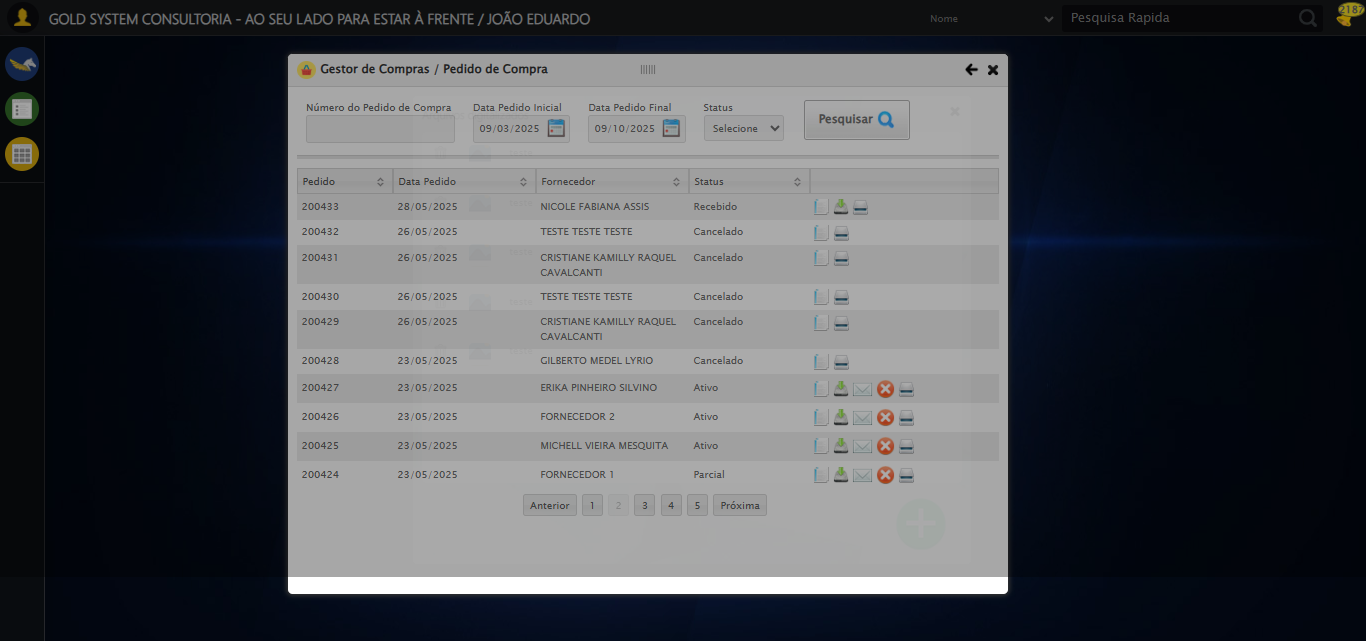 GOLD SYSTEM CONSULTORIA - AO SEU LADO PARA ESTAR À FRENTE / JOÃO EDUARDO
Nome
Pesquisa Rapida
2187
Gestor de Compras / Pedido de Compra
Número do Pedido de Compra
Data Pedido Inicial
Data Pedido Final
Status
09/03/2025
09/10/2025
Selecione
Pesquisar
Pedido Data Pedido Fornecedor Status
200433 28/05/2025 NICOLE FABIANA ASSIS Recebido
200432 26/05/2025 TESTE TESTE TESTE Cancelado
200431 26/05/2025 CRISTIANE KAMILLY RAQUEL Cancelado
CAVALCANTI
200430 26/05/2025 TESTE TESTE TESTE Cancelado
200429 26/05/2025 CRISTIANE KAMILLY RAQUEL Cancelado
CAVALCANTI
200428 23/05/2025 GILBERTO MEDEL LYRIO Cancelado
200427 23/05/2025 ERIKA PINHEIRO SILVINO Ativo
200426 23/05/2025 FORNECEDOR 2 Ativo
200425 23/05/2025 MICHELL VIEIRA MESQUITA Ativo
200424 23/05/2025 FORNECEDOR 1 Parcial
Anterior 1 2 3 4 5 Próxima